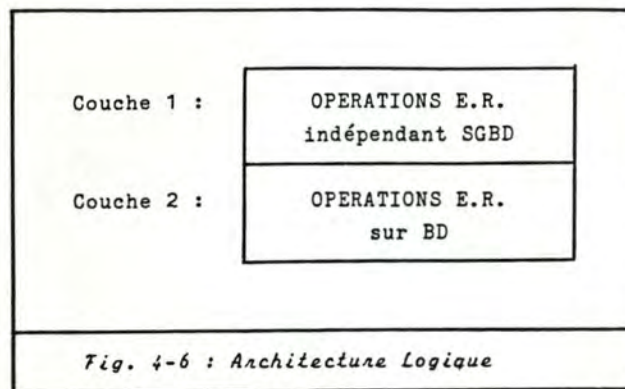 Couche 1 : OPERATIONS E.R.
indépendant SGBD
Couche 2 : OPERATIONS E.R.
sur BD
Fig. 4-6 : Architecture Logique